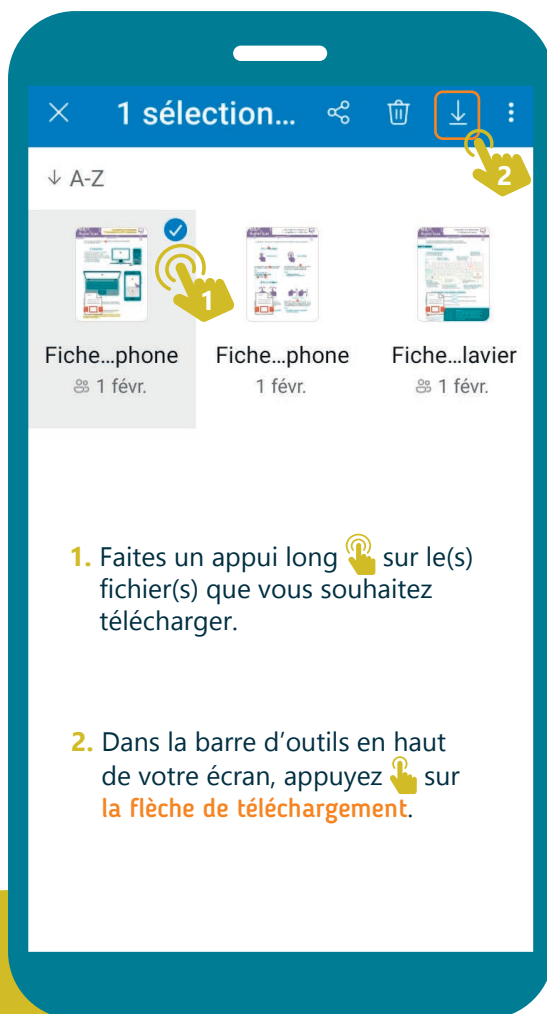 1 sélection...
2
A-Z
1
Fiche...phone
Fiche...phone
Fiche...lavier
1 févr.
1 févr.
1 févr.
1. Faites un appui long sur le(s)
fichier(s) que vous souhaitez
télécharger.
2. Dans la barre d’outils en haut
de votre écran, appuyez sur
la flèche de téléchargement.